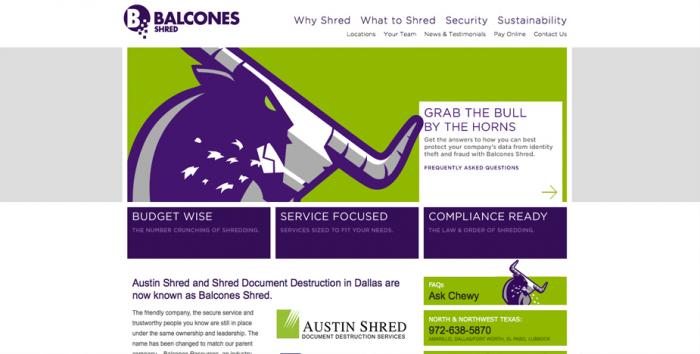 B. BALCONES
SHRED
Why Shred What to Shred Security Sustainability
Locations Your Team News & Testimonials Pay Online Contact Us
GRAB THE BULL
BY THE HORNS
Get the answers to how you can best
protect your company's data from identity
theft and fraud with Balcones Shred.
FREQUENTLY ASKED QUESTIONS
BUDGET WISE
THE NUMBER CRUNCHING OF SHREDDING.
SERVICE FOCUSED
SERVICES SIZED TO FIT YOUR NEEDS.
COMPLIANCE READY
THE LAW & ORDER OF SHREDDING.
Austin Shred and Shred Document Destruction in Dallas are
now known as Balcones Shred.
The friendly company, the secure service and
trustworthy people you know are still in place
under the same ownership and leadership. The
name has been changed to match our parent
company Balcones Resources, an industry
AUSTIN SHRED
DOCUMENT DESTRUCTION SERVICES
FAQs
Ask Chewy
NORTH & NORTHWEST TEXAS:
972-638-5870
AMARILLO, DALLAS/FORT WORTH, EL PASO, LUBBOCK